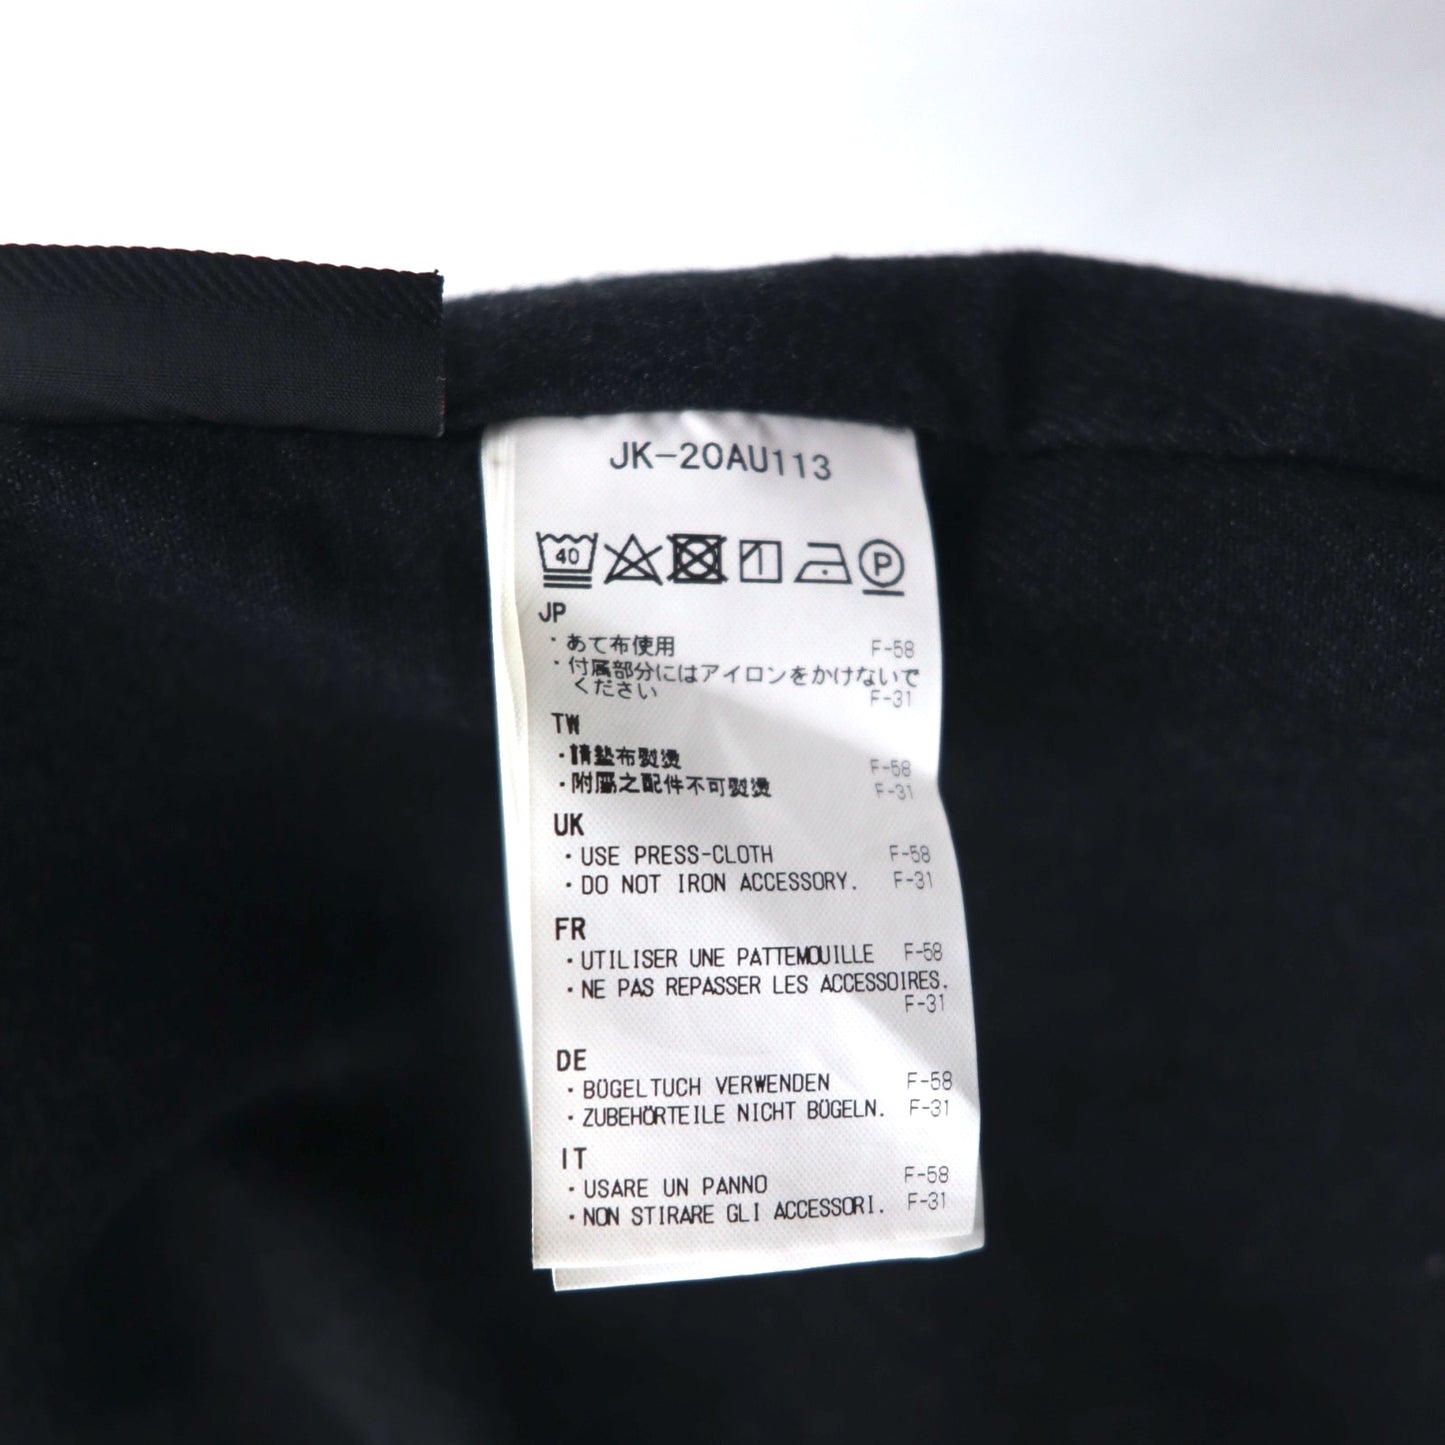 JK-20AU113
40 P
JP
・あて布使用 F-58
・付属部分にはアイロンをかけないで
ください F-31
TW
・請墊布熨燙 F-58
・附屬之配件不可熨燙 F-31
UK
・USE PRESS-CLOTH F-58
・DO NOT IRON ACCESSORY. F-31
FR
・UTILISER UNE PATTEMOUILLE F-58
・NE PAS REPASSER LES ACCESSOIRES.
F-31
DE
・BÜGELTUCH VERWENDEN F-58
・ZUBEHÖRTEILE NICHT BÜGELN. F-31
IT
・USARE UN PANNO F-58
・NON STIRARE GLI ACCESSORI. F-31